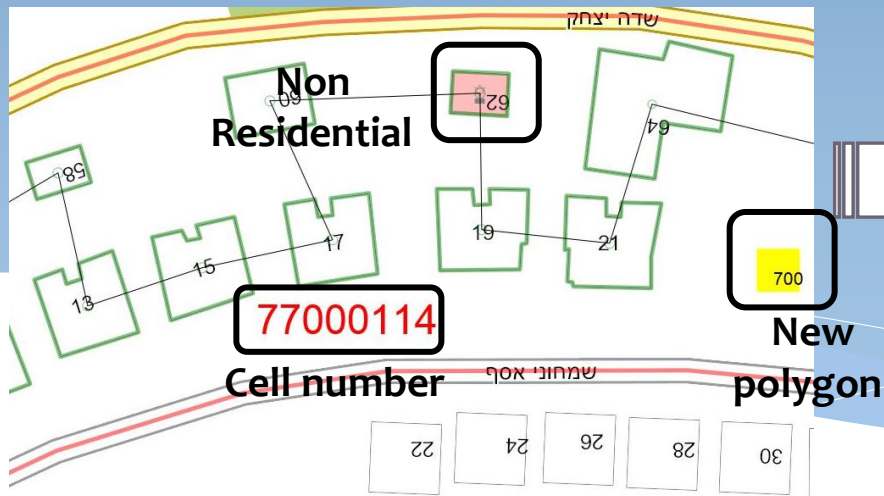 שדה יצחק
Non
Residential
60
62
64
58
13
15
17
19
21
700
77000114
New
polygon
Cell number
שמחוני אסף
22
24
26
28
30